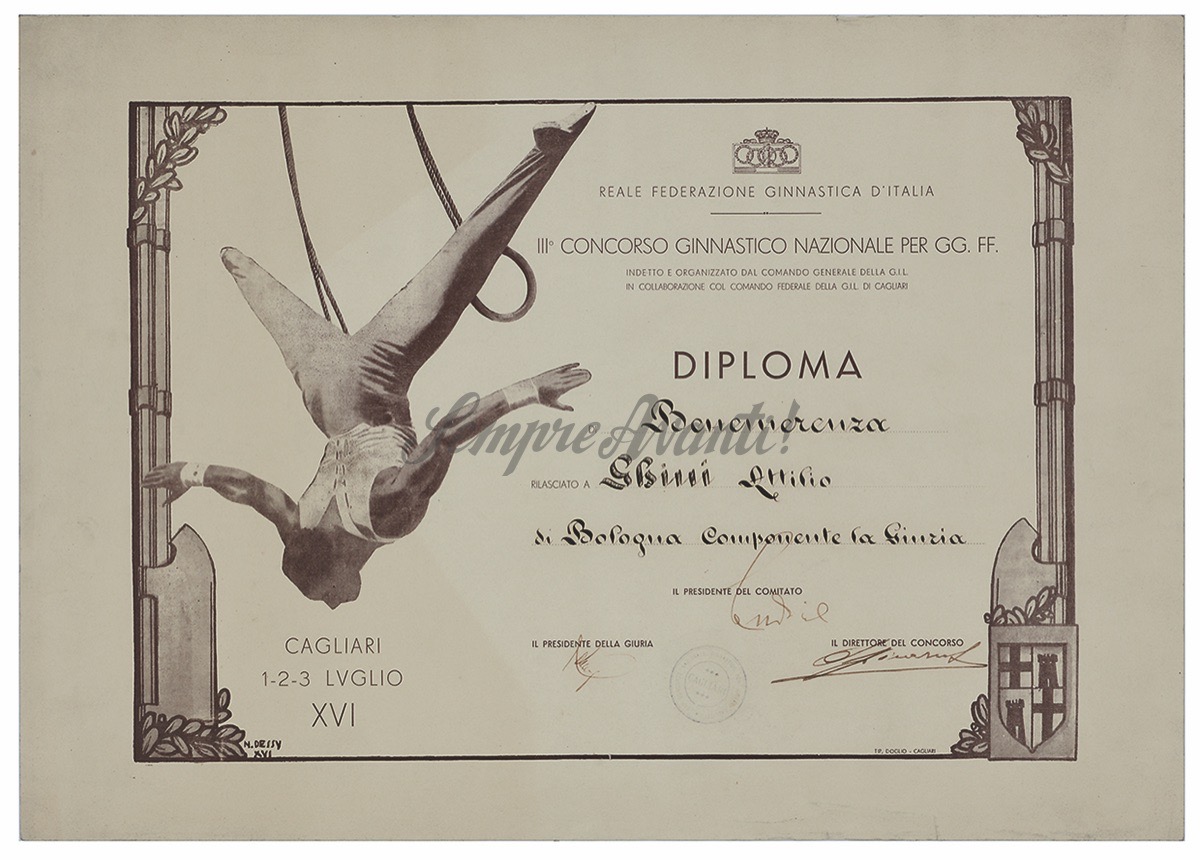 REALE FEDERAZIONE GINNASTICA D'ITALIA
III° CONCORSO GINNASTICO NAZIONALE PER GG. FF.
INDETTO E ORGANIZZATO DAL COMANDO GENERALE DELLA G.I.L.
IN COLLABORAZIONE COL COMANDO FEDERALE DELLA G.I.L. DI CAGLIARI
DIPLOMA
Benemerenza
Sempre Avanti!
RILASCIATO A Ghini Attilio
di Bologna Componente la Giuria
IL PRESIDENTE DEL COMITATO
IL PRESIDENTE DELLA GIURIA
IL DIRETTORE DEL CONCORSO
CAGLIARI
1-2-3 LVGLIO
XVI
N. DESSY
XVI
TIP. DOGLIO - CAGLIARI